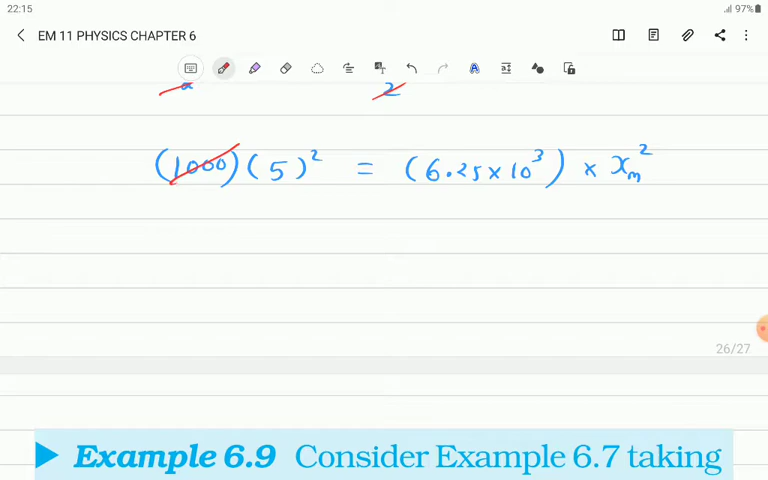 22:15 97%
EM 11 PHYSICS CHAPTER 6
2
(1000)(5)² = (6.25×10³) × xₘ²
26/27
Example 6.9 Consider Example 6.7 taking